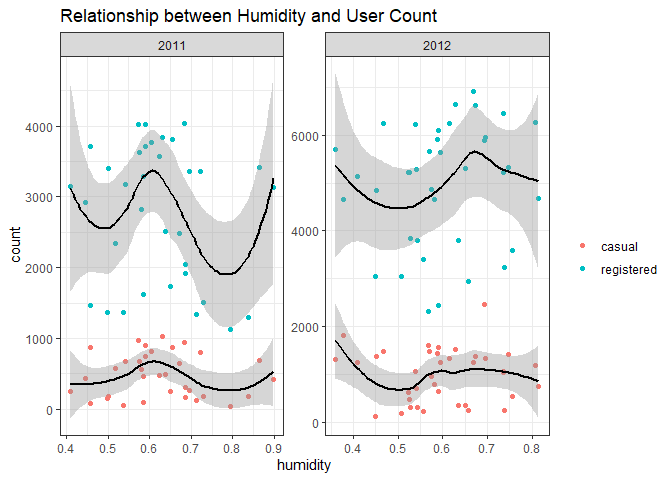 Relationship between Humidity and User Count
2011
2012
count
4000
3000
2000
1000
0
6000
4000
2000
0
casual
registered
0.4 0.5 0.6 0.7 0.8 0.9
0.4 0.5 0.6 0.7 0.8
humidity